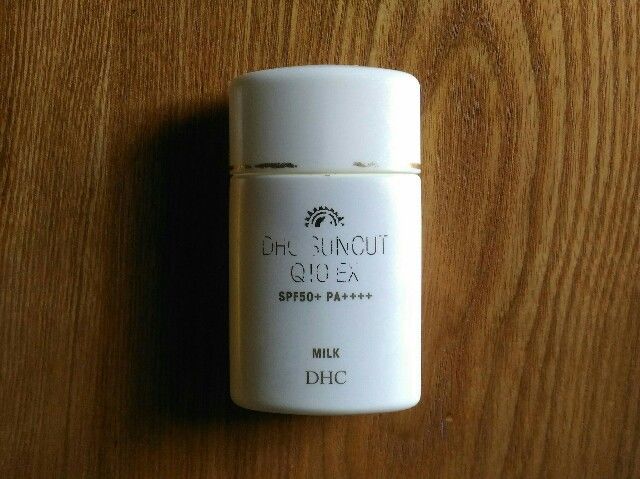 DHC SUNCUT
Q10 EX
SPF50+ PA++++
MILK
DHC